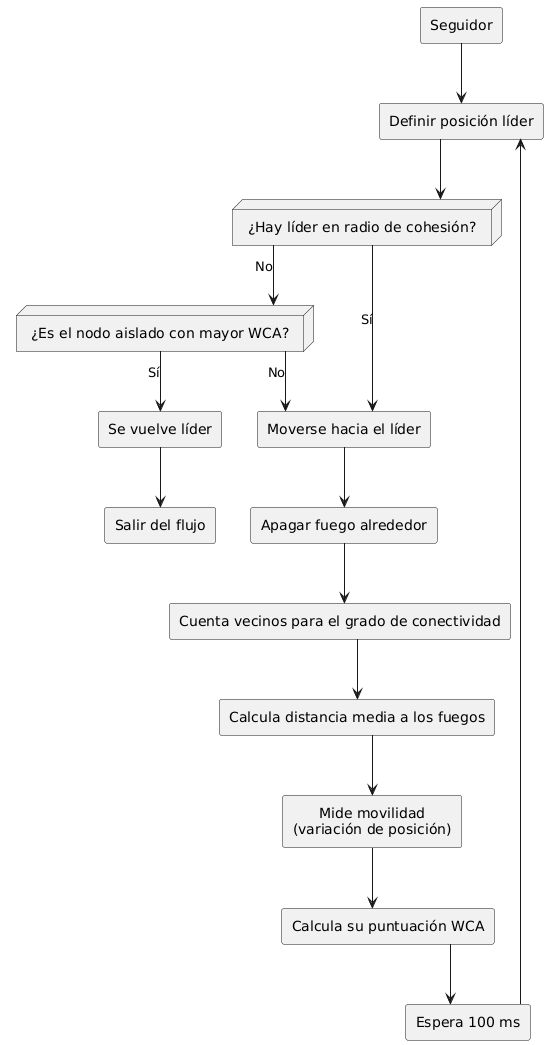 Seguidor
Definir posición líder
¿Hay líder en radio de cohesión?
No
Sí
¿Es el nodo aislado con mayor WCA?
Sí
No
Se vuelve líder
Moverse hacia el líder
Salir del flujo
Apagar fuego alrededor
Cuenta vecinos para el grado de conectividad
Calcula distancia media a los fuegos
Mide movilidad
(variación de posición)
Calcula su puntuación WCA
Espera 100 ms